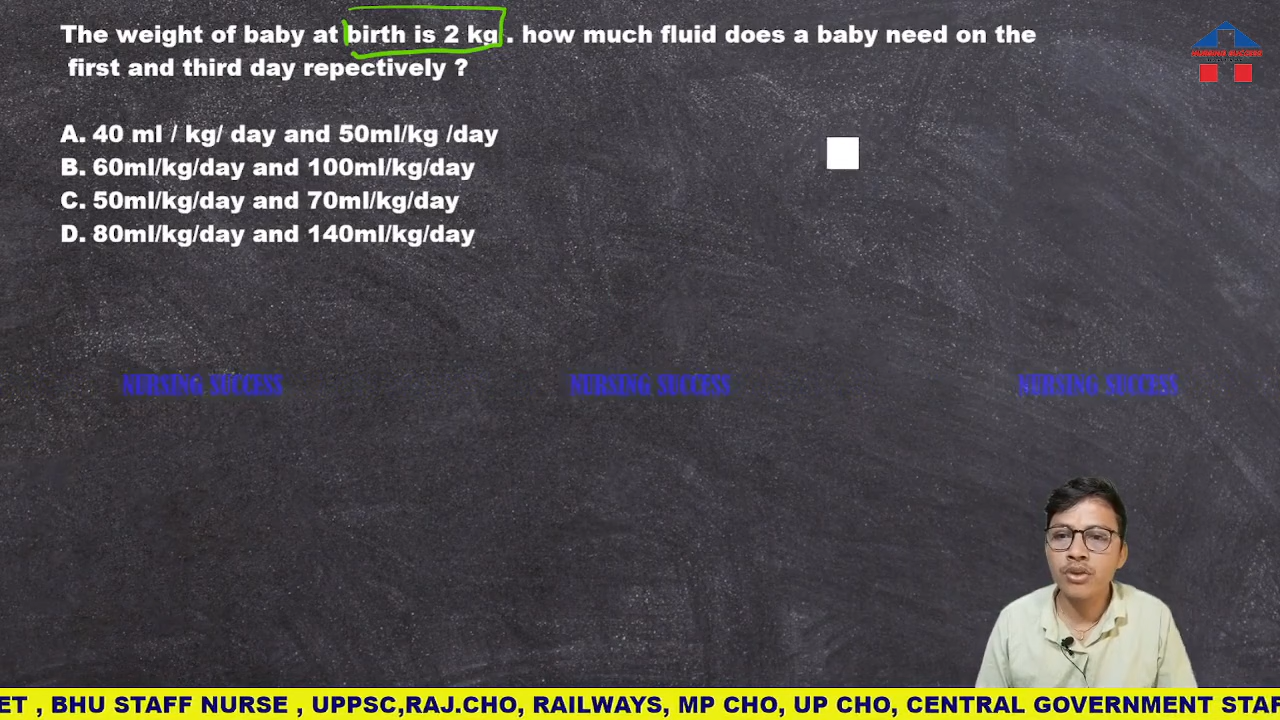 The weight of baby at birth is 2 kg . how much fluid does a baby need on the
first and third day repectively ?
A. 40 ml / kg/ day and 50ml/kg /day
B. 60ml/kg/day and 100ml/kg/day
C. 50ml/kg/day and 70ml/kg/day
D. 80ml/kg/day and 140ml/kg/day
NURSING SUCCESS
NURSING SUCCESS NURSING SUCCESS NURSING SUCCESS
ET , BHU STAFF NURSE , UPPSC,RAJ.CHO, RAILWAYS, MP CHO, UP CHO, CENTRAL GOVERNMENT STAF